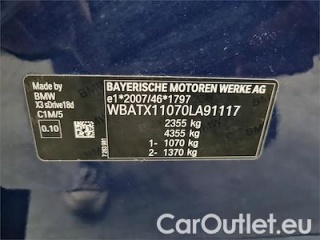 Made by
BMW
X3 sDrive18d
C1M/5
0.10
BAYERISCHE MOTOREN WERKE AG
e1*2007/46*1797
WBATX11070LA91117
2355 kg
4355 kg
1- 1070 kg
2- 1370 kg
CarOutlet.eu